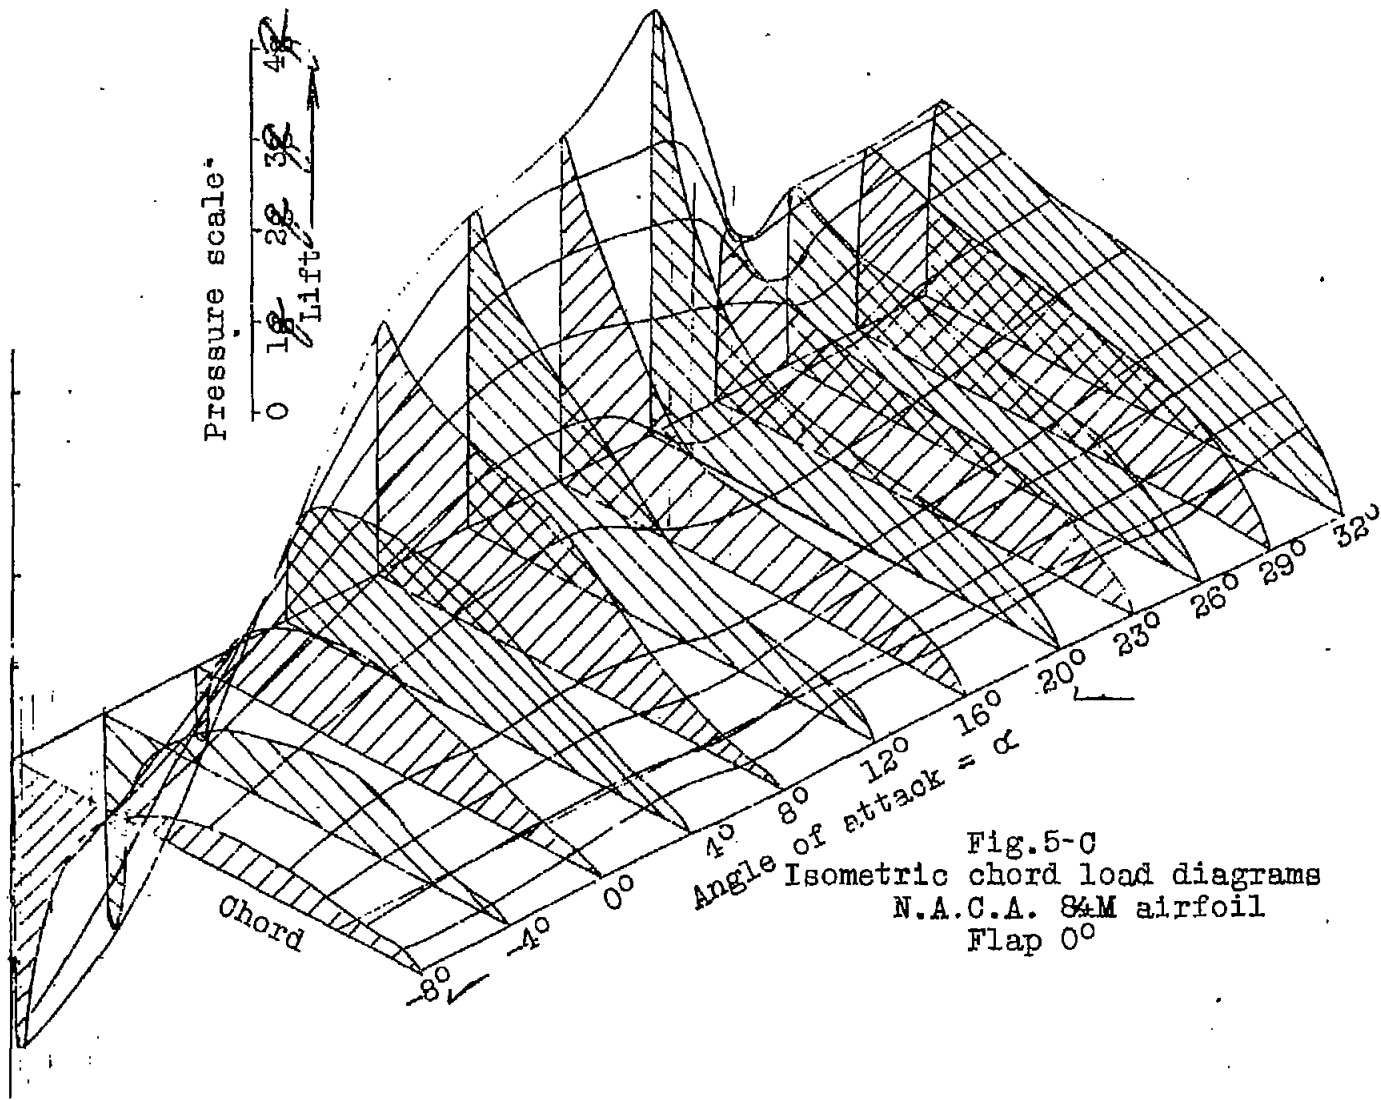 Pressure scale
0
Lift
Chord
-8°
-4°
0°
4°
8°
12°
16°
20°
23°
26°
29°
32°
Angle of attack = α
Fig.5-C
Isometric chord load diagrams
N.A.C.A. 84M airfoil
Flap 0°